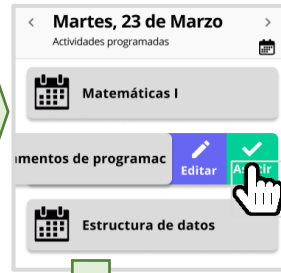 Martes, 23 de Marzo
Actividades programadas
Matemáticas I
mentos de programac
Editar
Estructura de datos